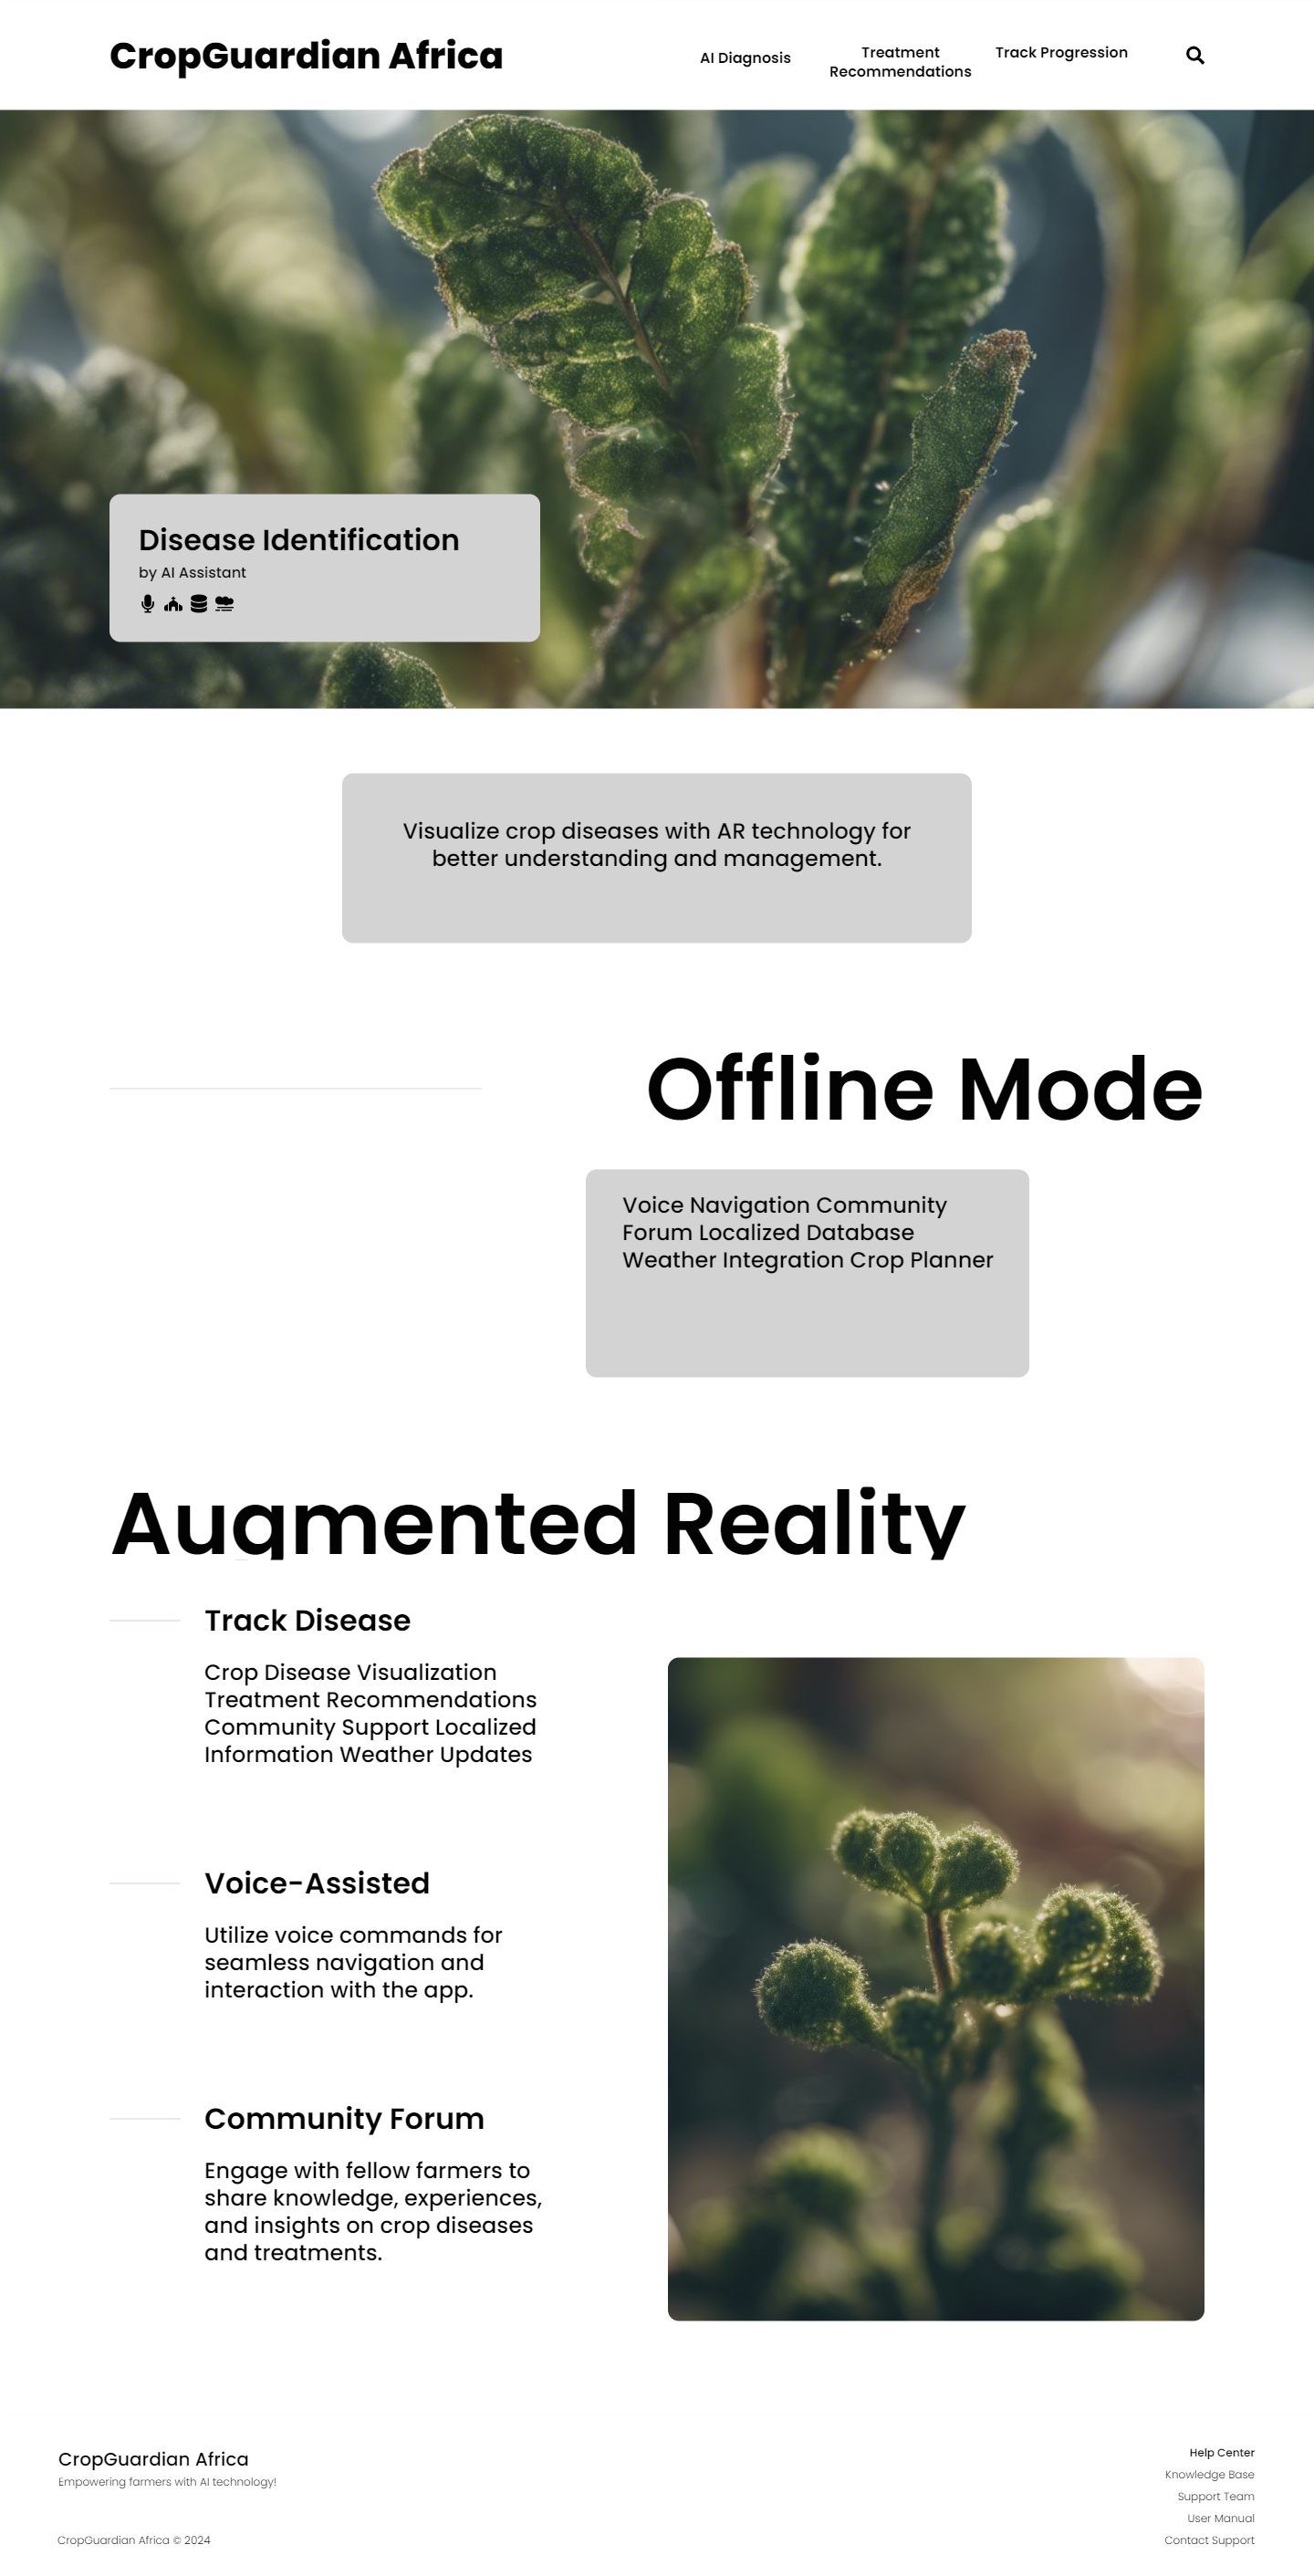 CropGuardian Africa
AI Diagnosis
Treatment
Recommendations
Track Progression
Disease Identification
by AI Assistant
Visualize crop diseases with AR technology for
better understanding and management.
Offline Mode
Voice Navigation Community
Forum Localized Database
Weather Integration Crop Planner
Augmented Reality
Track Disease
Crop Disease Visualization
Treatment Recommendations
Community Support Localized
Information Weather Updates
Voice-Assisted
Utilize voice commands for
seamless navigation and
interaction with the app.
Community Forum
Engage with fellow farmers to
share knowledge, experiences,
and insights on crop diseases
and treatments.
CropGuardian Africa
Empowering farmers with AI technology!
CropGuardian Africa © 2024
Help Center
Knowledge Base
Support Team
User Manual
Contact Support